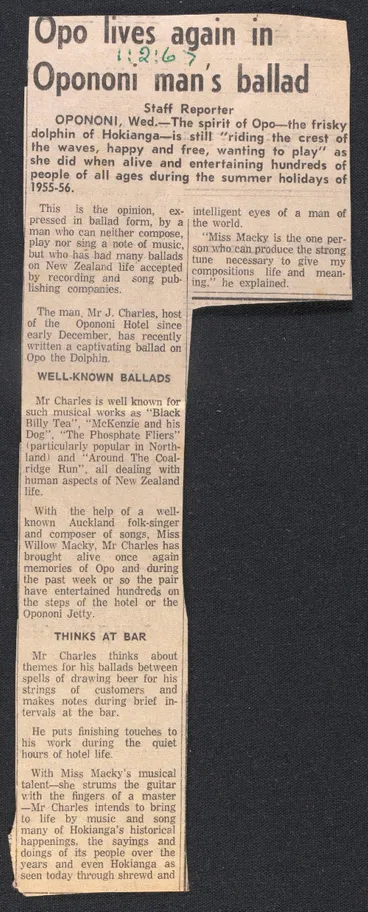 Opo lives again in
1:2:67
Opononi man's ballad
Staff Reporter
OPONONI, Wed.—The spirit of Opo—the frisky
dolphin of Hokianga—is still "riding the crest of
the waves, happy and free, wanting to play" as
she did when alive and entertaining hundreds of
people of all ages during the summer holidays of
1955-56.
This is the opinion, ex-
pressed in ballad form, by a
man who can neither compose,
play nor sing a note of music,
but who has had many ballads
on New Zealand life accepted
by recording and song pub-
lishing companies.
The man, Mr J. Charles, host
of the Opononi Hotel since
early December, has recently
written a captivating ballad on
Opo the Dolphin.
WELL-KNOWN BALLADS
Mr Charles is well known for
such musical works as "Black
Billy Tea", "McKenzie and his
Dog", "The Phosphate Fliers"
(particularly popular in North-
land) and "Around The Coal-
ridge Run", all dealing with
human aspects of New Zealand
life.
With the help of a well-
known Auckland folk-singer
and composer of songs, Miss
Willow Macky, Mr Charles has
brought alive once again
memories of Opo and during
the past week or so the pair
have entertained hundreds on
the steps of the hotel or the
Opononi Jetty.
THINKS AT BAR
Mr Charles thinks about
themes for his ballads between
spells of drawing beer for his
strings of customers and
makes notes during brief in-
tervals at the bar.
He puts finishing touches to
his work during the quiet
hours of hotel life.
With Miss Macky's musical
talent—she strums the guitar
with the fingers of a master
—Mr Charles intends to bring
to life by music and song
many of Hokianga's historical
happenings, the sayings and
doings of its people over the
years and even Hokianga as
seen today through shrewd and
intelligent eyes of a man of
the world.
"Miss Macky is the one per-
son who can produce the strong
tune necessary to give my
compositions life and mean-
ing," he explained.